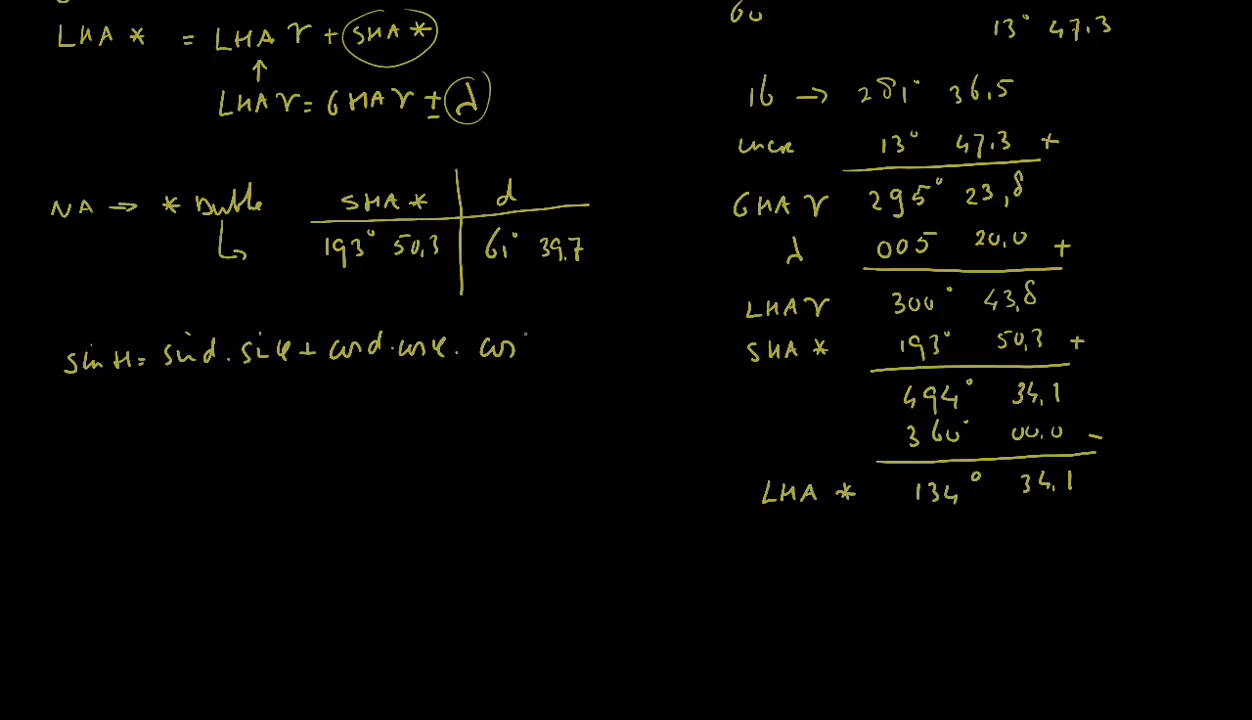 LHA * = LHA ♈ + SHA *
↑
LHA ♈ = GHA ♈ ± λ
NA → * Dubhe
SHA * | d
193° 50,3 | 61° 39.7
sin H = sin d . sin φ + cos d . cos φ . cos
60
13° 47.3
16 → 281° 36,5
incr 13° 47.3 +
GHA ♈ 295° 23,8
λ 005 20,0 +
LHA ♈ 300° 43,8
SHA * 193° 50,3 +
494° 34,1
360° 00,0 -
LHA * 134° 34,1